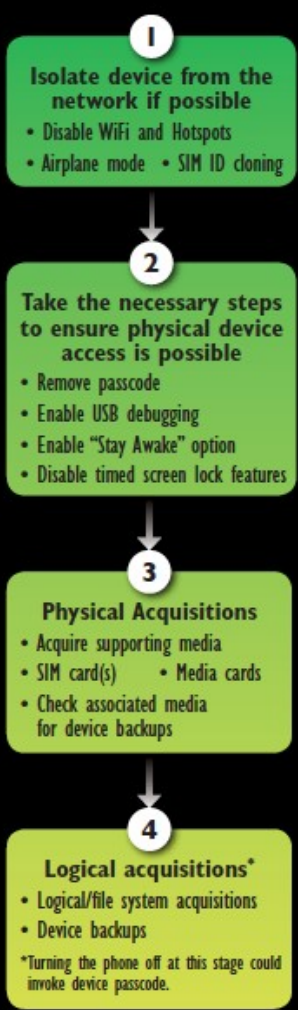 1
Isolate device from the
network if possible
• Disable WiFi and Hotspots
• Airplane mode • SIM ID cloning
2
Take the necessary steps
to ensure physical device
access is possible
• Remove passcode
• Enable USB debugging
• Enable “Stay Awake” option
• Disable timed screen lock features
3
Physical Acquisitions
• Acquire supporting media
• SIM card(s) • Media cards
• Check associated media
for device backups
4
Logical acquisitions*
• Logical/file system acquisitions
• Device backups
*Turning the phone off at this stage could
invoke device passcode.